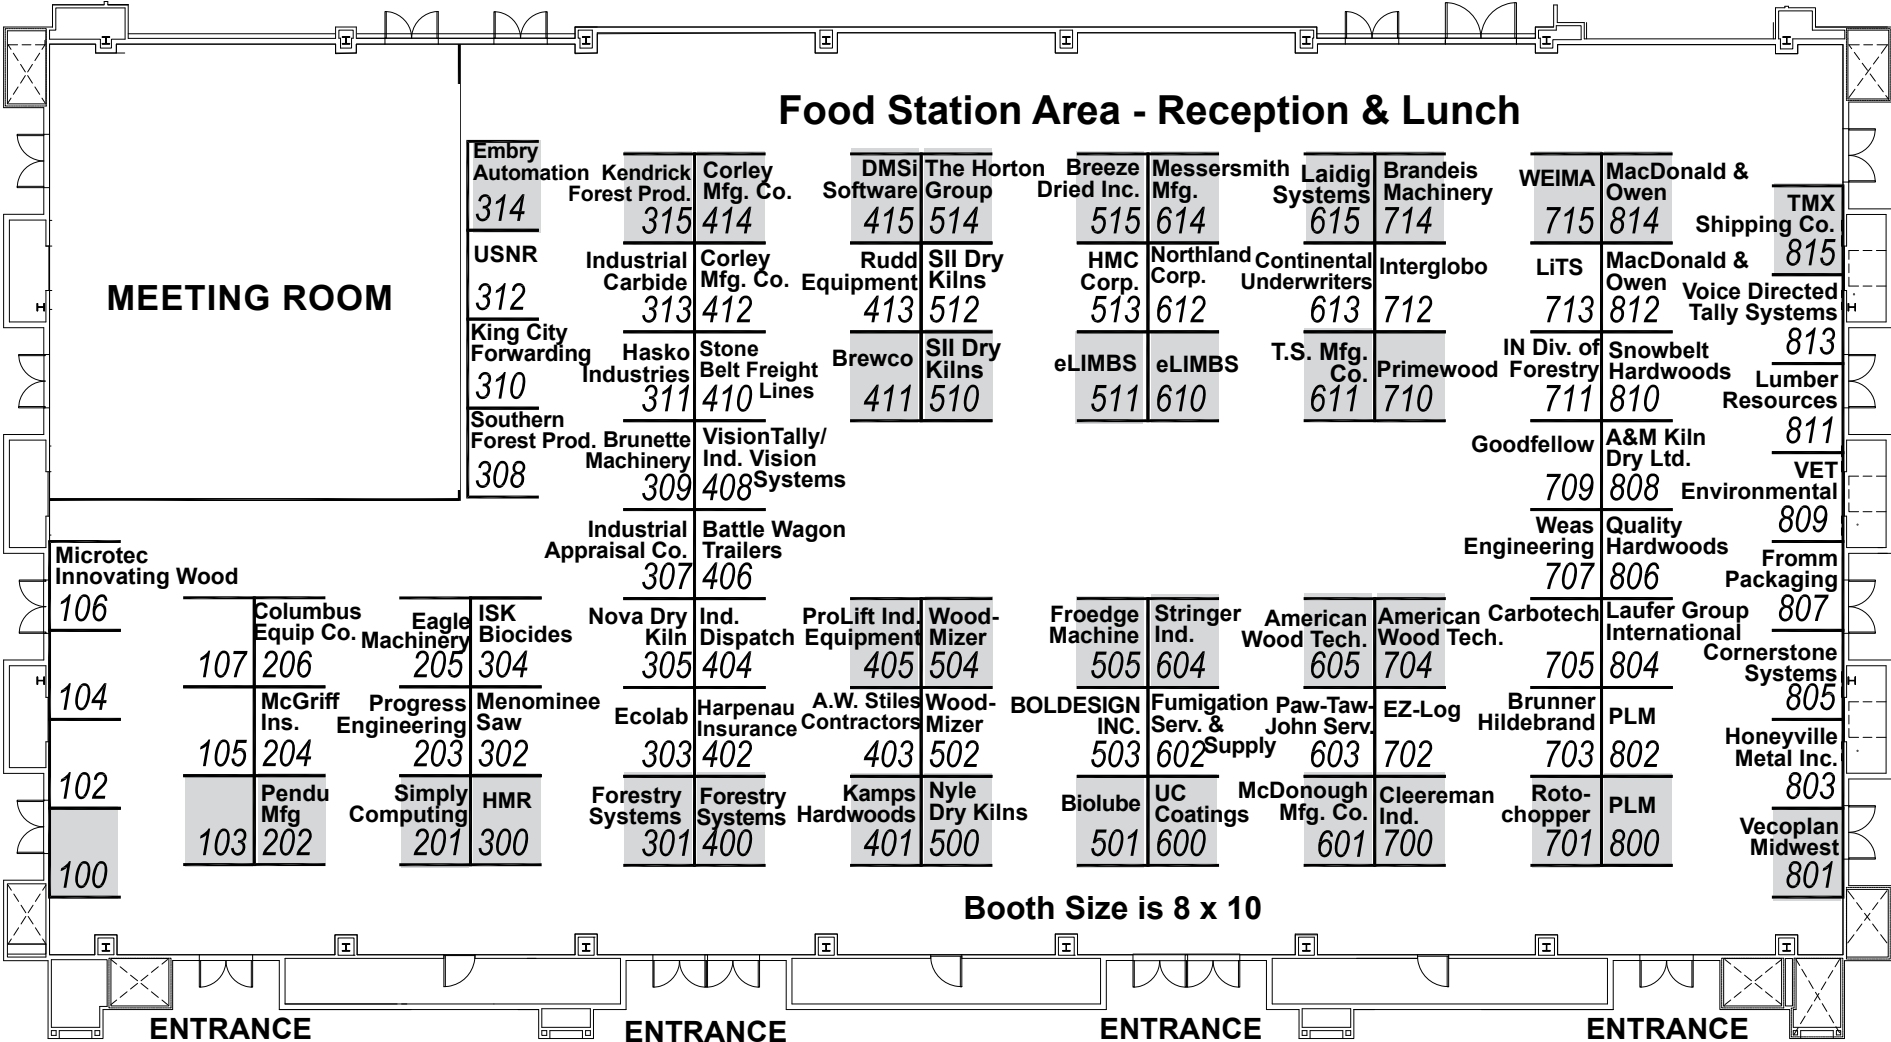 Food Station Area - Reception & Lunch
MEETING ROOM
Embry
Automation
314
USNR
312
King City
Forwarding
310
Southern
Forest Prod.
308
Kendrick
Forest Prod.
315
Corley
Mfg. Co.
414
Industrial
Carbide
313
Corley
Mfg. Co.
412
Hasko
Industries
311
Stone
Belt Freight
Lines
410
Brunette
Machinery
309
VisionTally/
Ind. Vision
Systems
408
Industrial
Appraisal Co.
307
Battle Wagon
Trailers
406
Nova Dry
Kiln
305
Ind.
Dispatch
404
Ecolab
303
Harpenau
Insurance
402
Forestry
Systems
301
Forestry
Systems
400
DMSi
Software
415
The Horton
Group
514
Rudd
Equipment
413
SII Dry
Kilns
512
Brewco
411
SII Dry
Kilns
510
ProLift Ind.
Equipment
405
Wood-
Mizer
504
A.W. Stiles
Contractors
403
Wood-
Mizer
502
Kamps
Hardwoods
401
Nyle
Dry Kilns
500
Breeze
Dried Inc.
515
Messersmith
Mfg.
614
HMC
Corp.
513
Northland
Corp.
612
eLIMBS
511
eLIMBS
610
Froedge
Machine
505
Stringer
Ind.
604
BOLDESIGN
INC.
503
Fumigation
Serv. &
Supply
602
Biolube
501
UC
Coatings
600
Laidig
Systems
615
Brandeis
Machinery
714
Continental
Underwriters
613
Interglobo
712
T.S. Mfg.
Co.
611
Primewood
710
American
Wood Tech.
605
American
Wood Tech.
704
Paw-Taw-
John Serv.
603
EZ-Log
702
McDonough
Mfg. Co.
601
Cleereman
Ind.
700
WEIMA
715
MacDonald &
Owen
814
LiTS
713
MacDonald &
Owen
812
IN Div. of
Forestry
711
Snowbelt
Hardwoods
810
Goodfellow
709
A&M Kiln
Dry Ltd.
808
Weas
Engineering
707
Quality
Hardwoods
806
Carbotech
705
Laufer Group
International
804
Brunner
Hildebrand
703
PLM
802
Roto-
chopper
701
PLM
800
TMX
Shipping Co.
815
Voice Directed
Tally Systems
813
Lumber
Resources
811
VET
Environmental
809
Fromm
Packaging
807
Cornerstone
Systems
805
Honeyville
Metal Inc.
803
Vecoplan
Midwest
801
Microtec
Innovating Wood
106
104
102
100
107
Columbus
Equip Co.
206
105
McGriff
Ins.
204
103
Pendu
Mfg
202
Eagle
Machinery
205
ISK
Biocides
304
Progress
Engineering
203
Menominee
Saw
302
Simply
Computing
201
HMR
300
Booth Size is 8 x 10
ENTRANCE
ENTRANCE
ENTRANCE
ENTRANCE